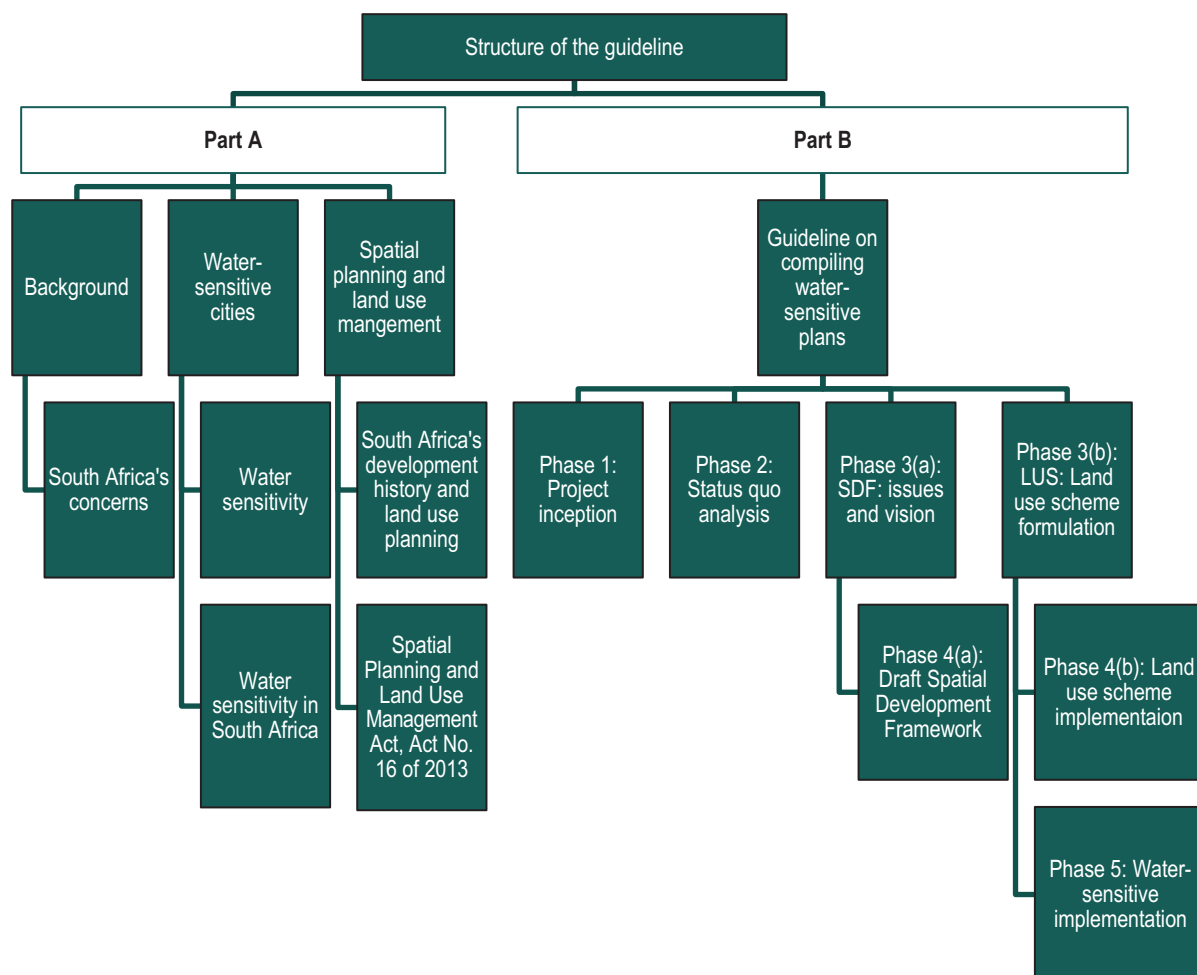 Structure of the guideline
Part A
Part B
Background
Water-
sensitive
cities
Spatial
planning and
land use
mangement
Guideline on
compiling
water-
sensitive
plans
South Africa's
concerns
Water
sensitivity
South Africa's
development
history and
land use
planning
Phase 1:
Project
inception
Phase 2:
Status quo
analysis
Phase 3(a):
SDF: issues
and vision
Phase 3(b):
LUS: Land
use scheme
formulation
Water
sensitivity in
South Africa
Spatial
Planning and
Land Use
Management
Act, Act No.
16 of 2013
Phase 4(a):
Draft Spatial
Development
Framework
Phase 4(b): Land
use scheme
implementaion
Phase 5: Water-
sensitive
implementation